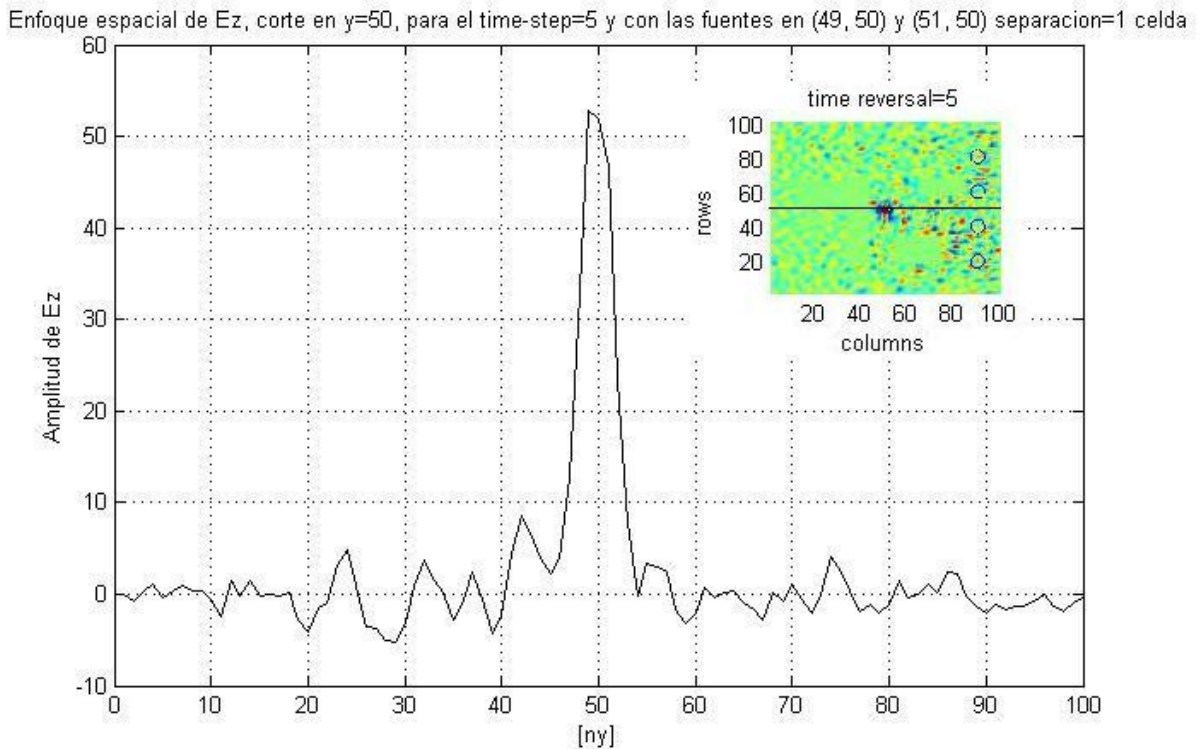 Enfoque espacial de Ez, corte en y=50, para el time-step=5 y con las fuentes en (49, 50) y (51, 50) separacion=1 celda
60
50
40
30
20
10
0
-10
Amplitud de Ez
0 10 20 30 40 50 60 70 80 90 100
[ny]
time reversal=5
100
80
60
40
20
rows
20 40 60 80 100
columns